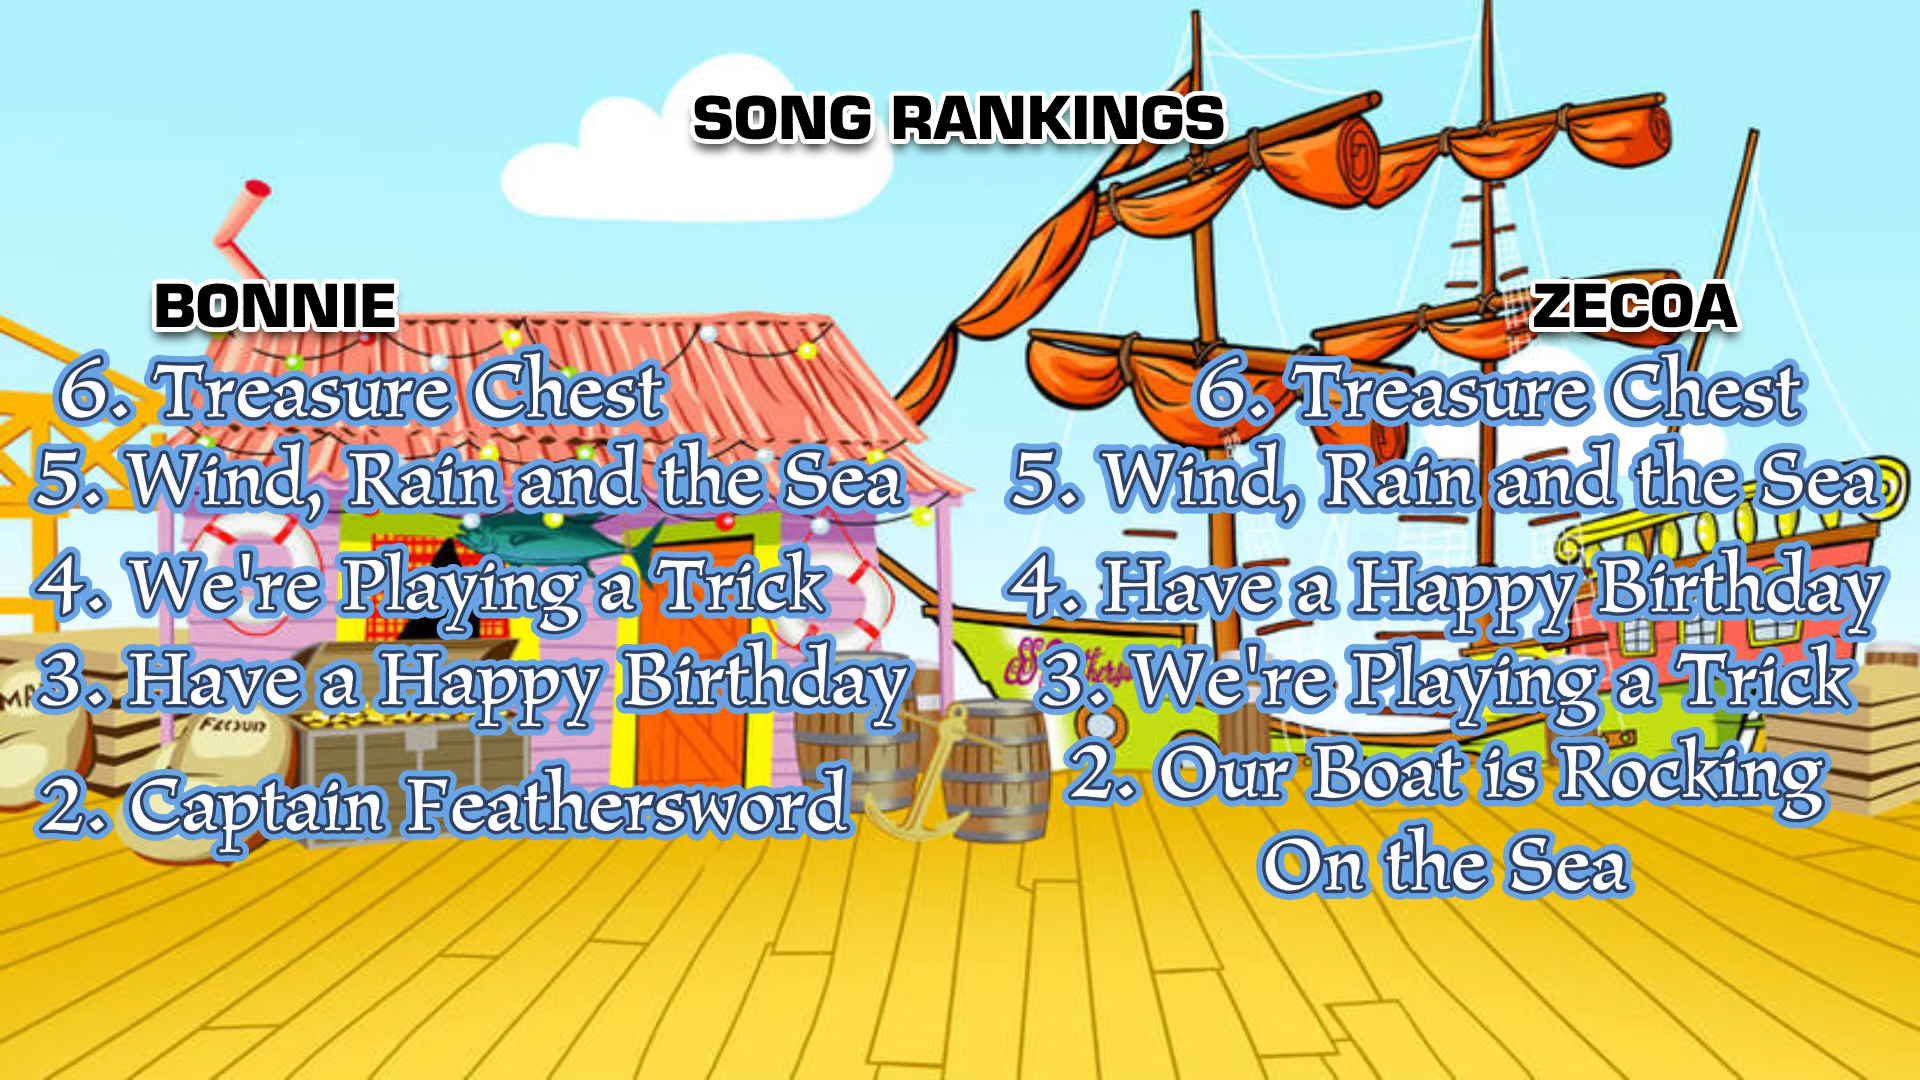 SONG RANKINGS
BONNIE
6. Treasure Chest
5. Wind, Rain and the Sea
4. We're Playing a Trick
3. Have a Happy Birthday
2. Captain Feathersword
ZECOA
6. Treasure Chest
5. Wind, Rain and the Sea
4. Have a Happy Birthday
3. We're Playing a Trick
2. Our Boat is Rocking
On the Sea